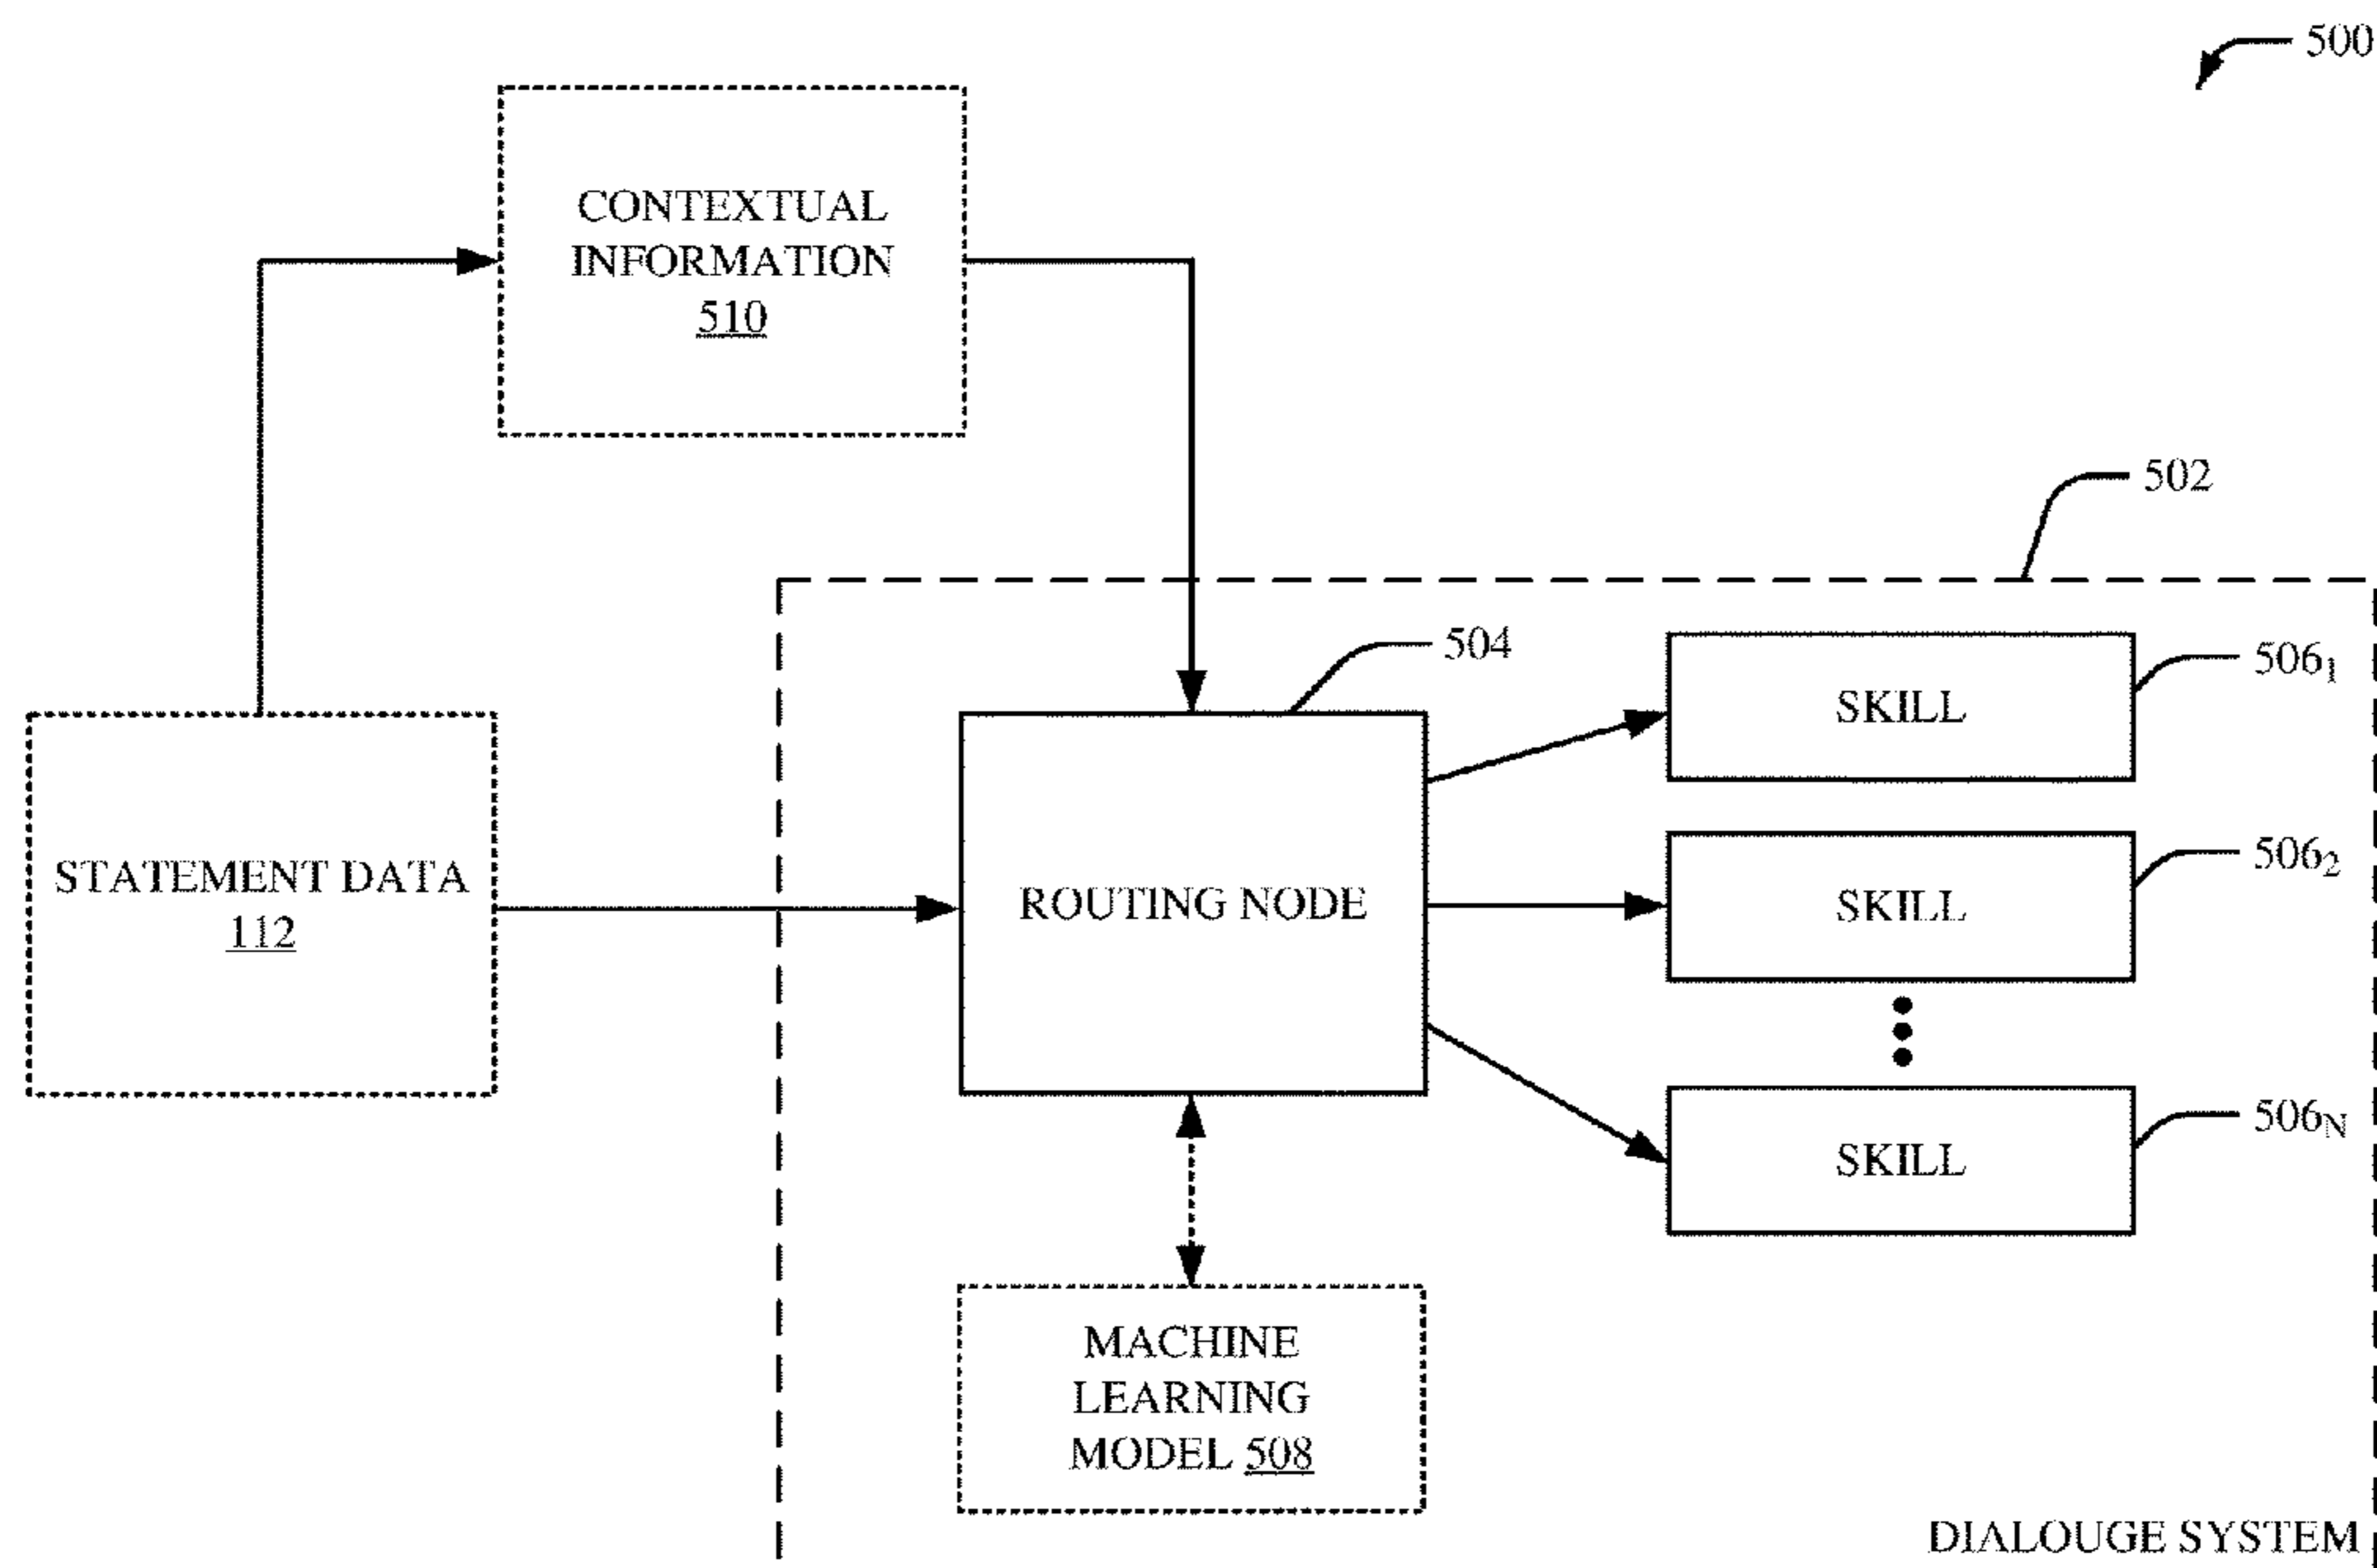 500
CONTEXTUAL
INFORMATION
510
502
504
506₁
SKILL
STATEMENT DATA
112
ROUTING NODE
506₂
SKILL
506N
SKILL
MACHINE
LEARNING
MODEL 508
DIALOUGE SYSTEM